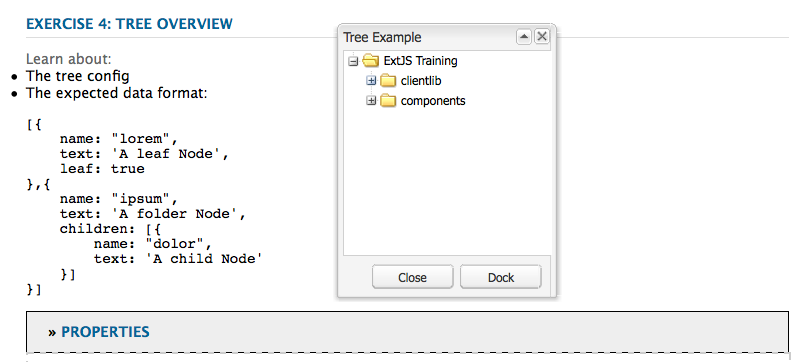 EXERCISE 4: TREE OVERVIEW
Learn about:
• The tree config
• The expected data format:
[{
    name: "lorem",
    text: 'A leaf Node',
    leaf: true
},{
    name: "ipsum",
    text: 'A folder Node',
    children: [{
        name: "dolor",
        text: 'A child Node'
    }]
}]
Tree Example
ExtJS Training
clientlib
components
Close
Dock
» PROPERTIES